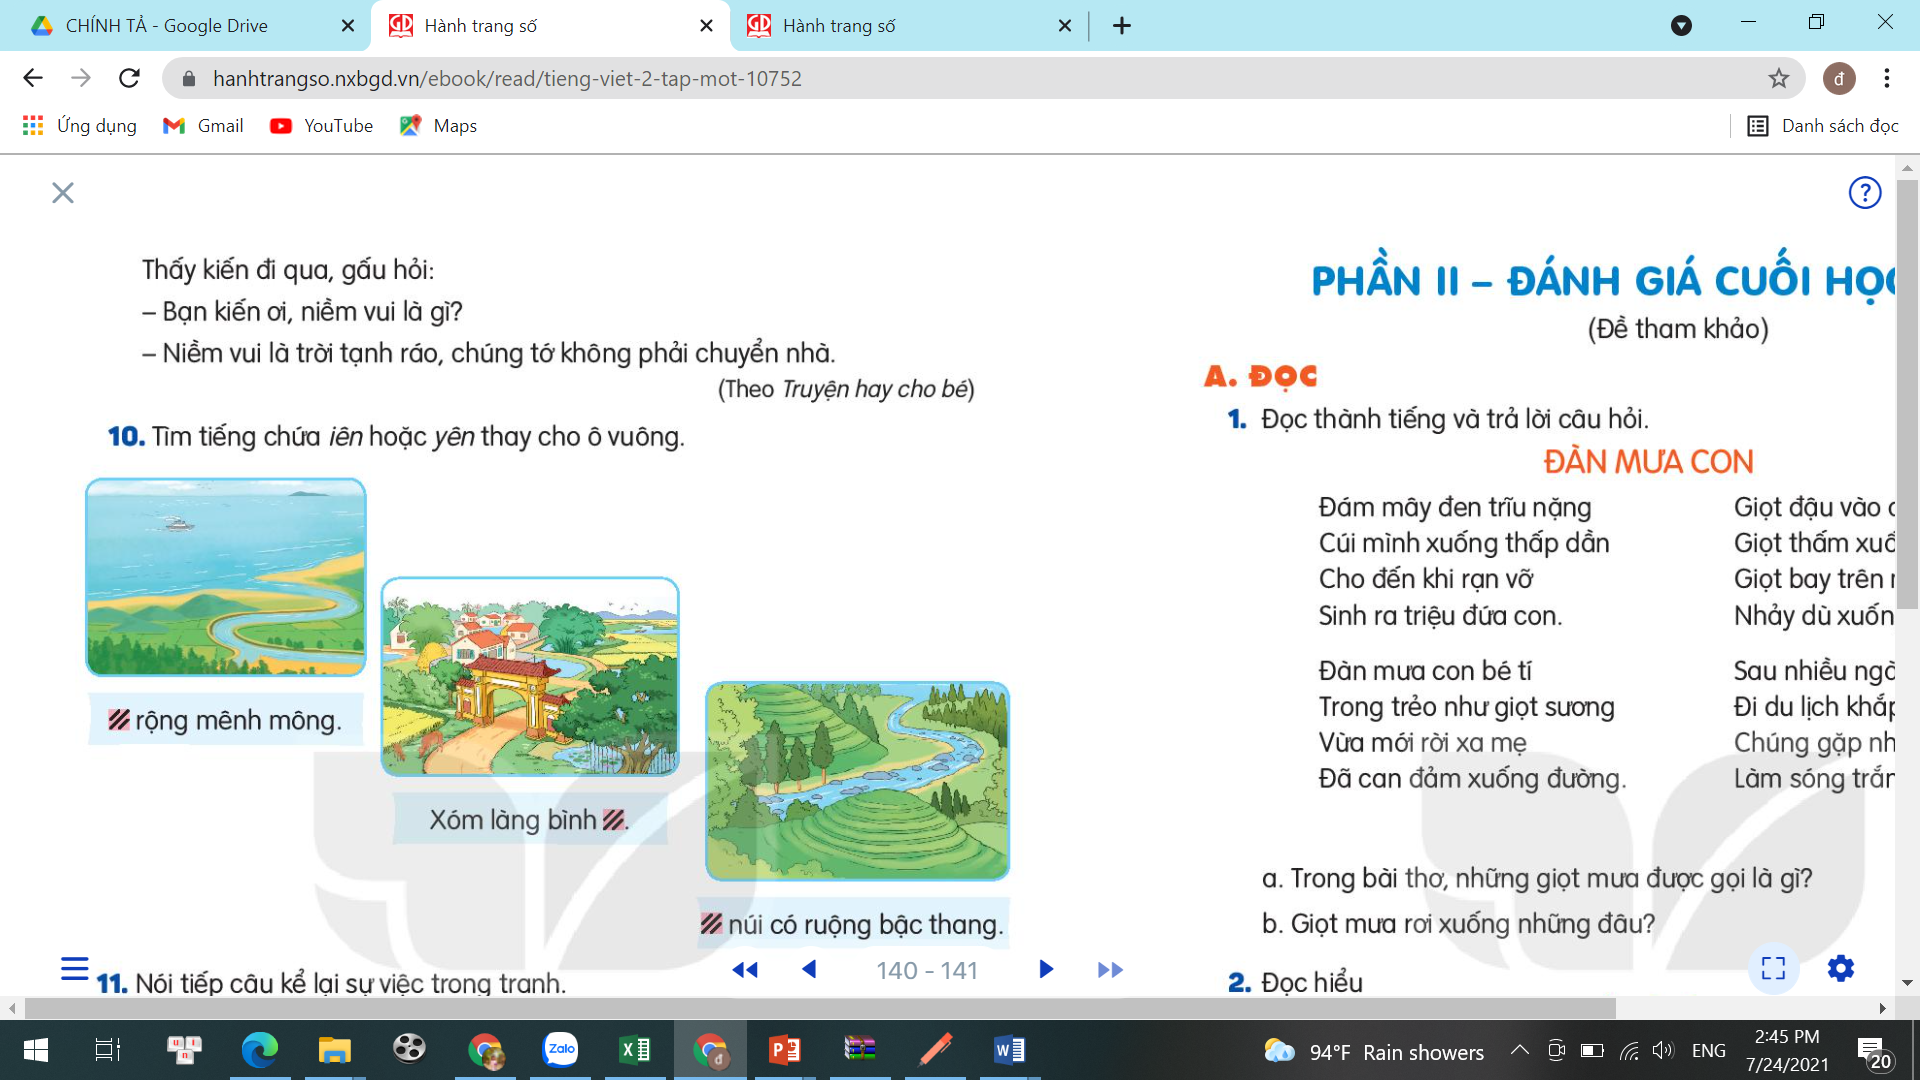 CHÍNH TẢ - Google Drive
Hành trang số
Hành trang số
hanhtrangso.nxbgd.vn/ebook/read/tieng-viet-2-tap-mot-10752
đ
Ứng dụng
Gmail
YouTube
Maps
Danh sách đọc
Thấy kiến đi qua, gấu hỏi:
– Bạn kiến ơi, niềm vui là gì?
– Niềm vui là trời tạnh ráo, chúng tớ không phải chuyển nhà.
(Theo Truyện hay cho bé)
10. Tìm tiếng chứa iên hoặc yên thay cho ô vuông.
rộng mênh mông.
Xóm làng bình .
núi có ruộng bậc thang.
11. Nói tiếp câu kể lại sự việc trong tranh.
PHẦN II – ĐÁNH GIÁ CUỐI HỌC
(Đề tham khảo)
A. ĐỌC
1. Đọc thành tiếng và trả lời câu hỏi.
ĐÀN MƯA CON
Đám mây đen trĩu nặng
Cúi mình xuống thấp dần
Cho đến khi rạn vỡ
Sinh ra triệu đứa con.
Đàn mưa con bé tí
Trong trẻo như giọt sương
Vừa mới rời xa mẹ
Đã can đảm xuống đường.
Giọt đậu vào
Giọt thấm xuố
Giọt bay trên
Nhảy dù xuốn
Sau nhiều ngà
Đi du lịch khắp
Chúng gặp nh
Làm sóng trắn
a. Trong bài thơ, những giọt mưa được gọi là gì?
b. Giọt mưa rơi xuống những đâu?
2. Đọc hiểu
140 - 141
Zalo
94°F Rain showers
ENG
2:45 PM
7/24/2021
20